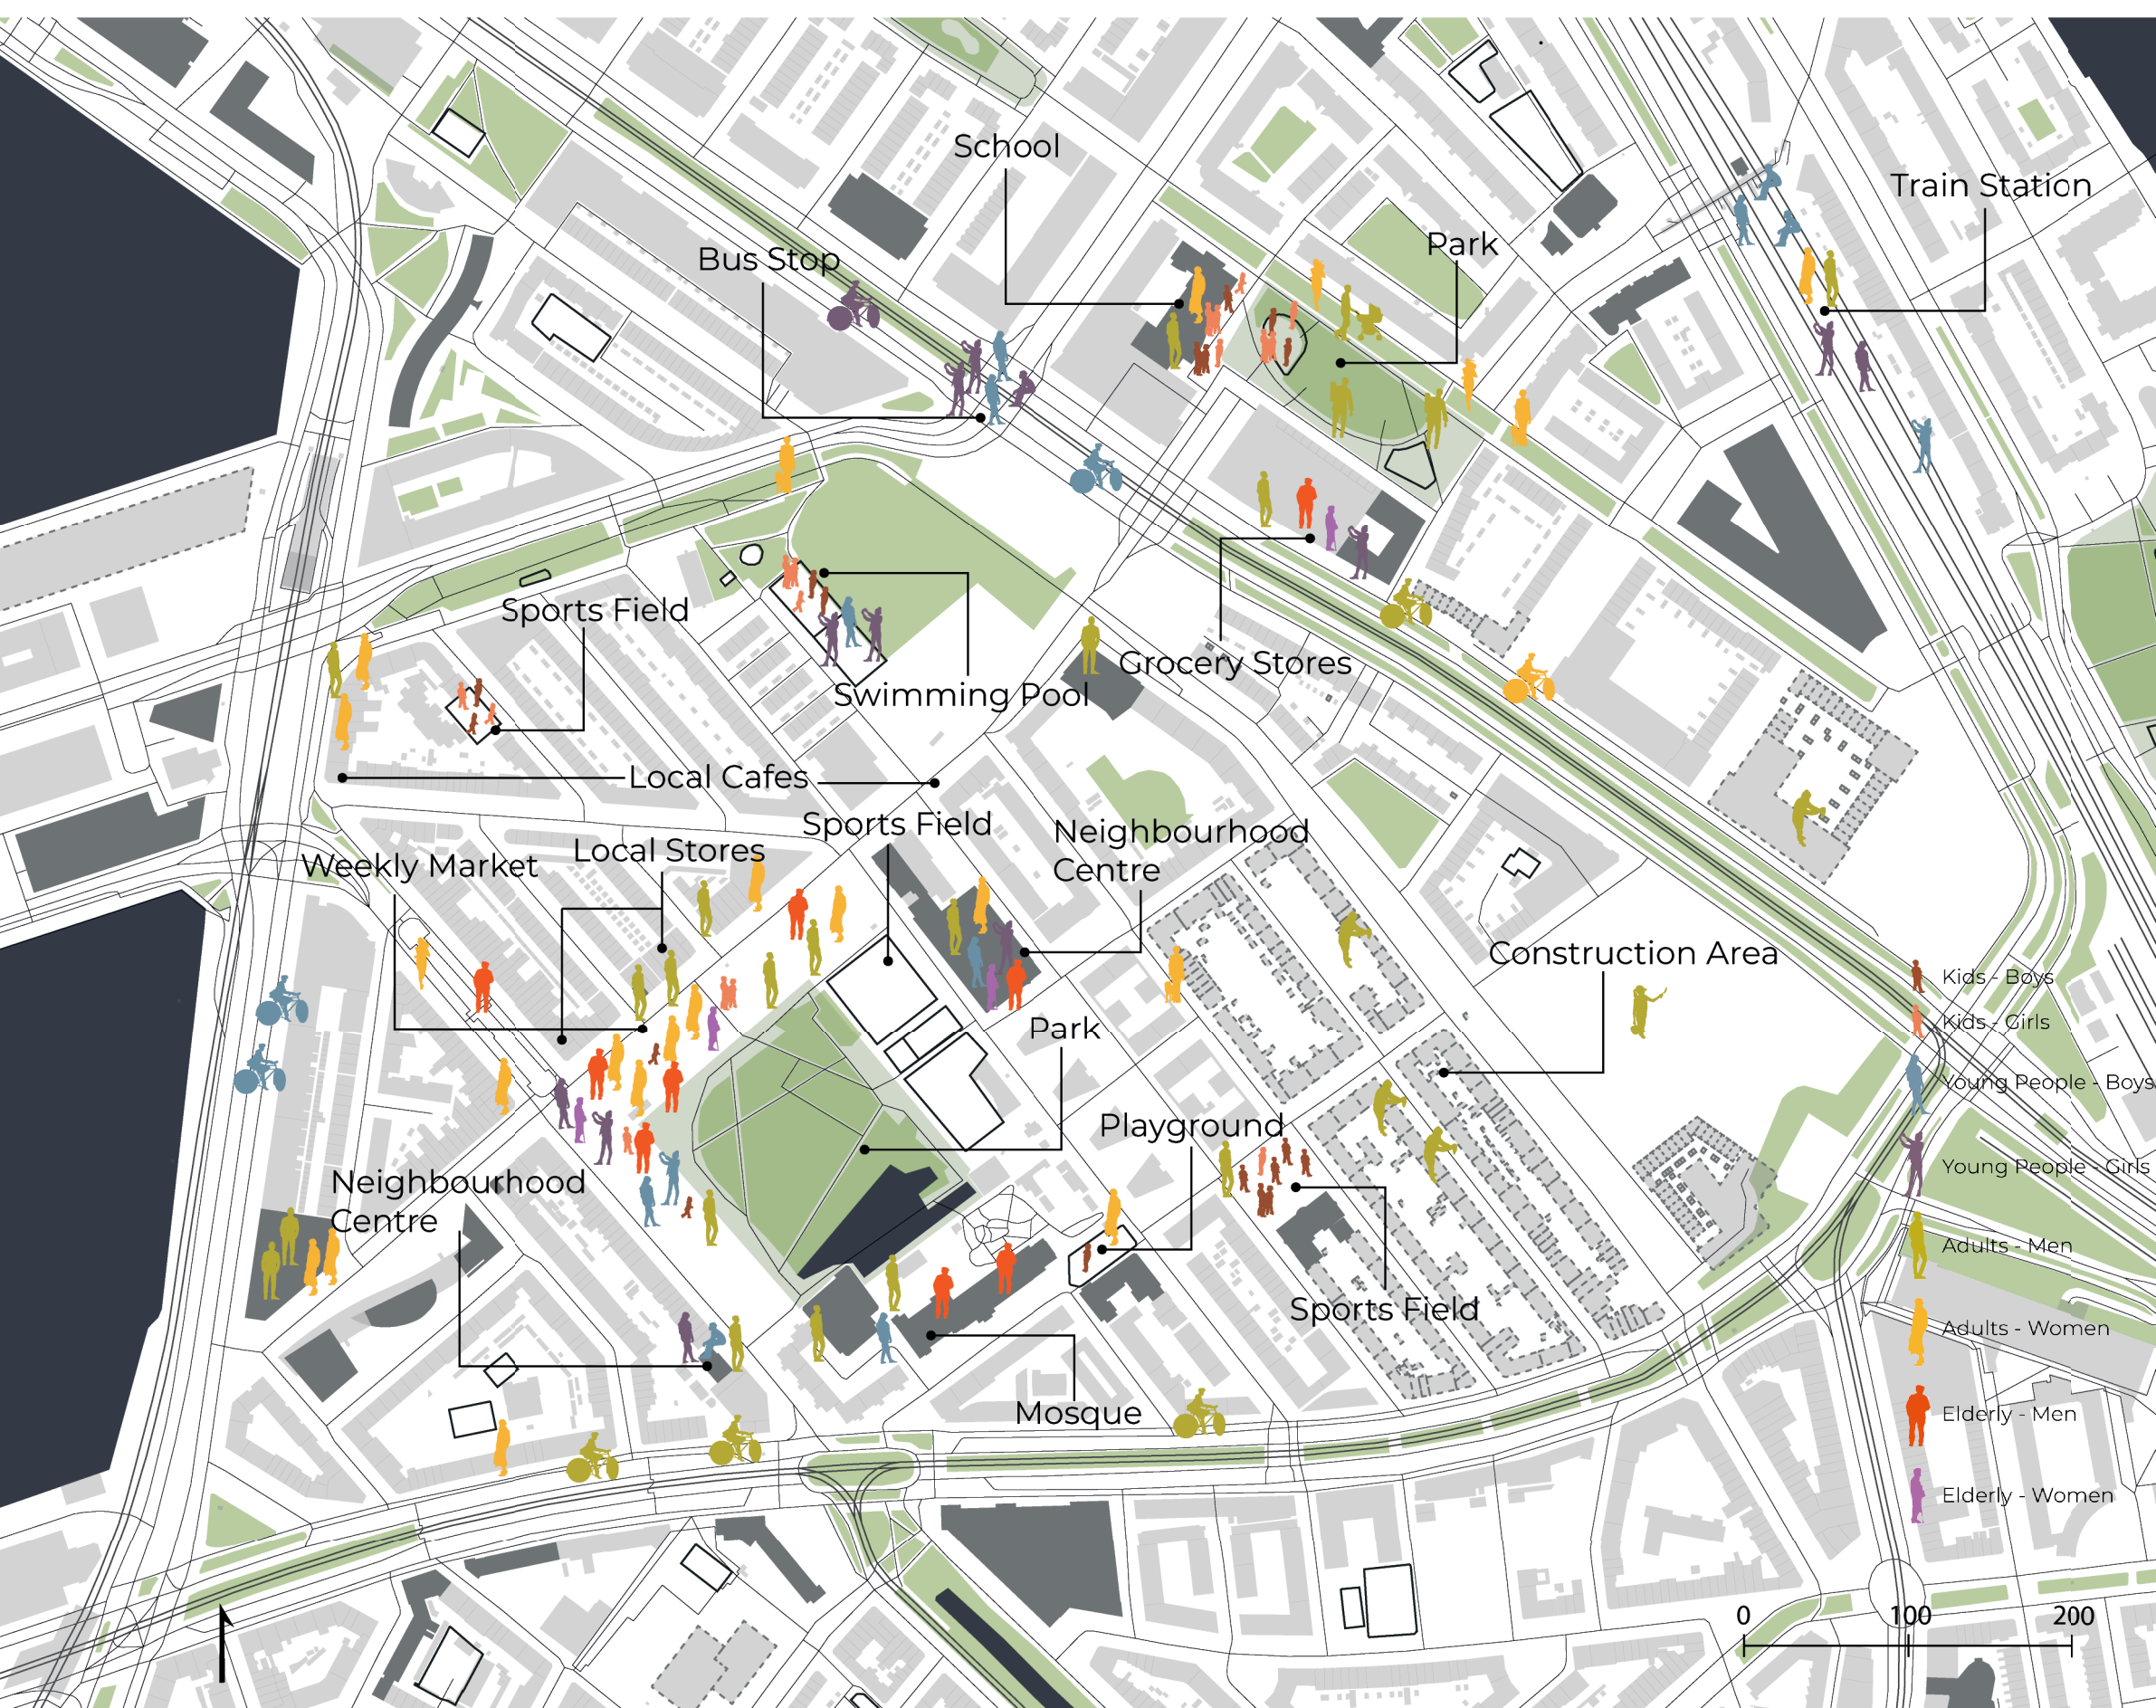 School
Train Station
Park
Bus Stop
Sports Field
Grocery Stores
Swimming Pool
Local Cafes
Sports Field
Neighbourhood
Centre
Local Stores
Weekly Market
Construction Area
Kids - Boys
Kids - Girls
Park
Young People - Boys
Playground
Young People - Girls
Neighbourhood
Centre
Adults - Men
Sports Field
Adults - Women
Mosque
Elderly - Men
Elderly - Women
0 100 200